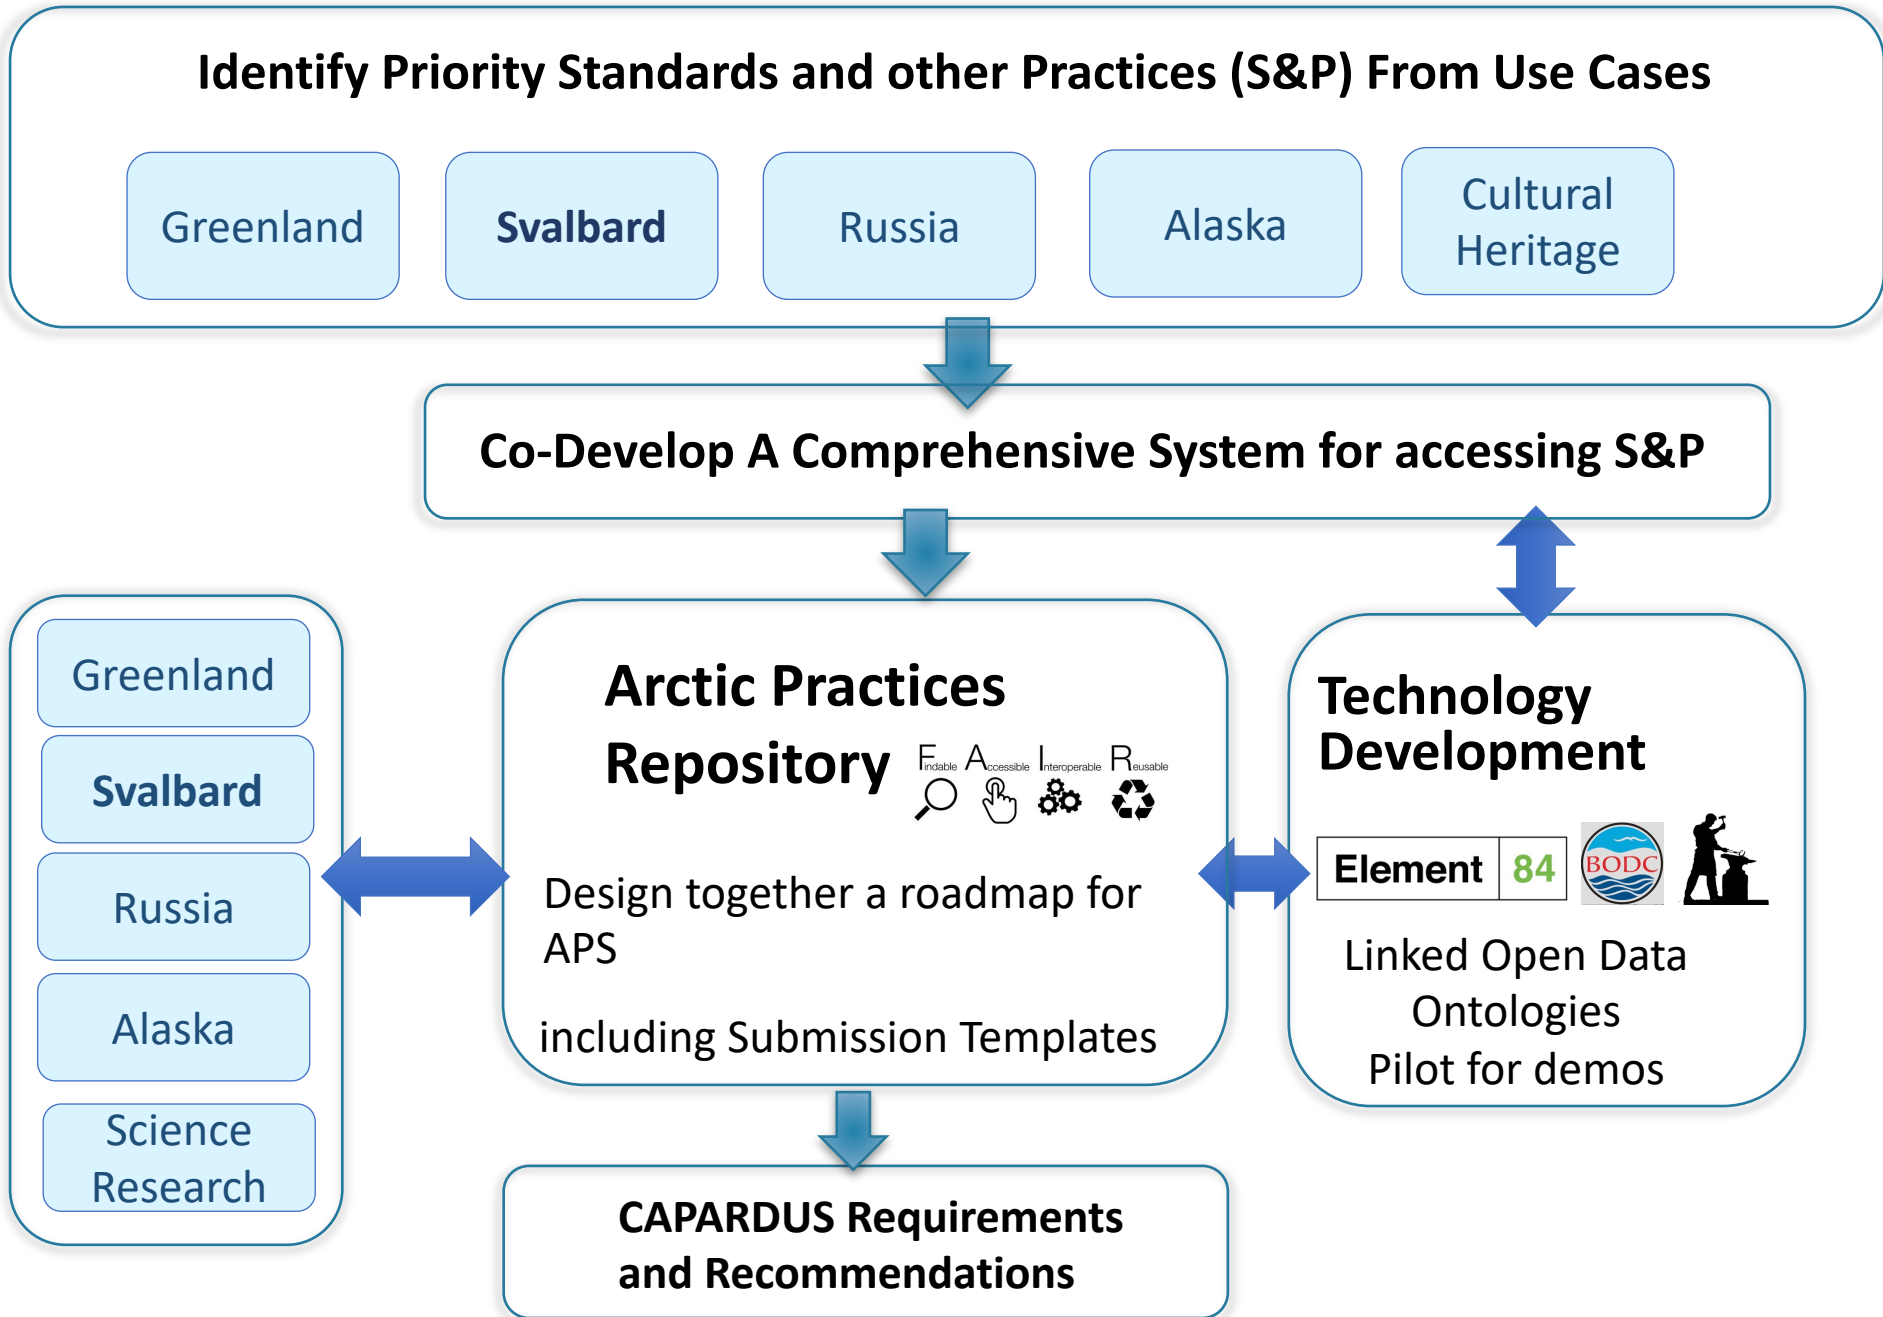 Identify Priority Standards and other Practices (S&P) From Use Cases
Greenland
Svalbard
Russia
Alaska
Cultural
Heritage
Co-Develop A Comprehensive System for accessing S&P
Greenland
Svalbard
Russia
Alaska
Science
Research
Arctic Practices
Repository
Findable Accessible Interoperable Reusable
Design together a roadmap for
APS
including Submission Templates
Technology
Development
Element 84
BODC
Linked Open Data
Ontologies
Pilot for demos
CAPARDUS Requirements
and Recommendations